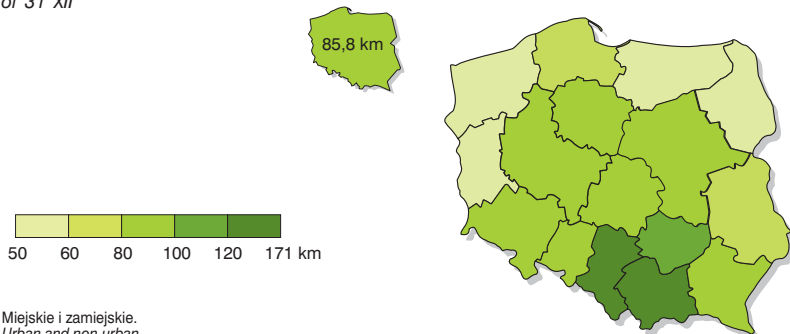 of 31 XII
85,8 km
50 60 80 100 120 171 km
Miejskie i zamiejskie.
Urban and non-urban.